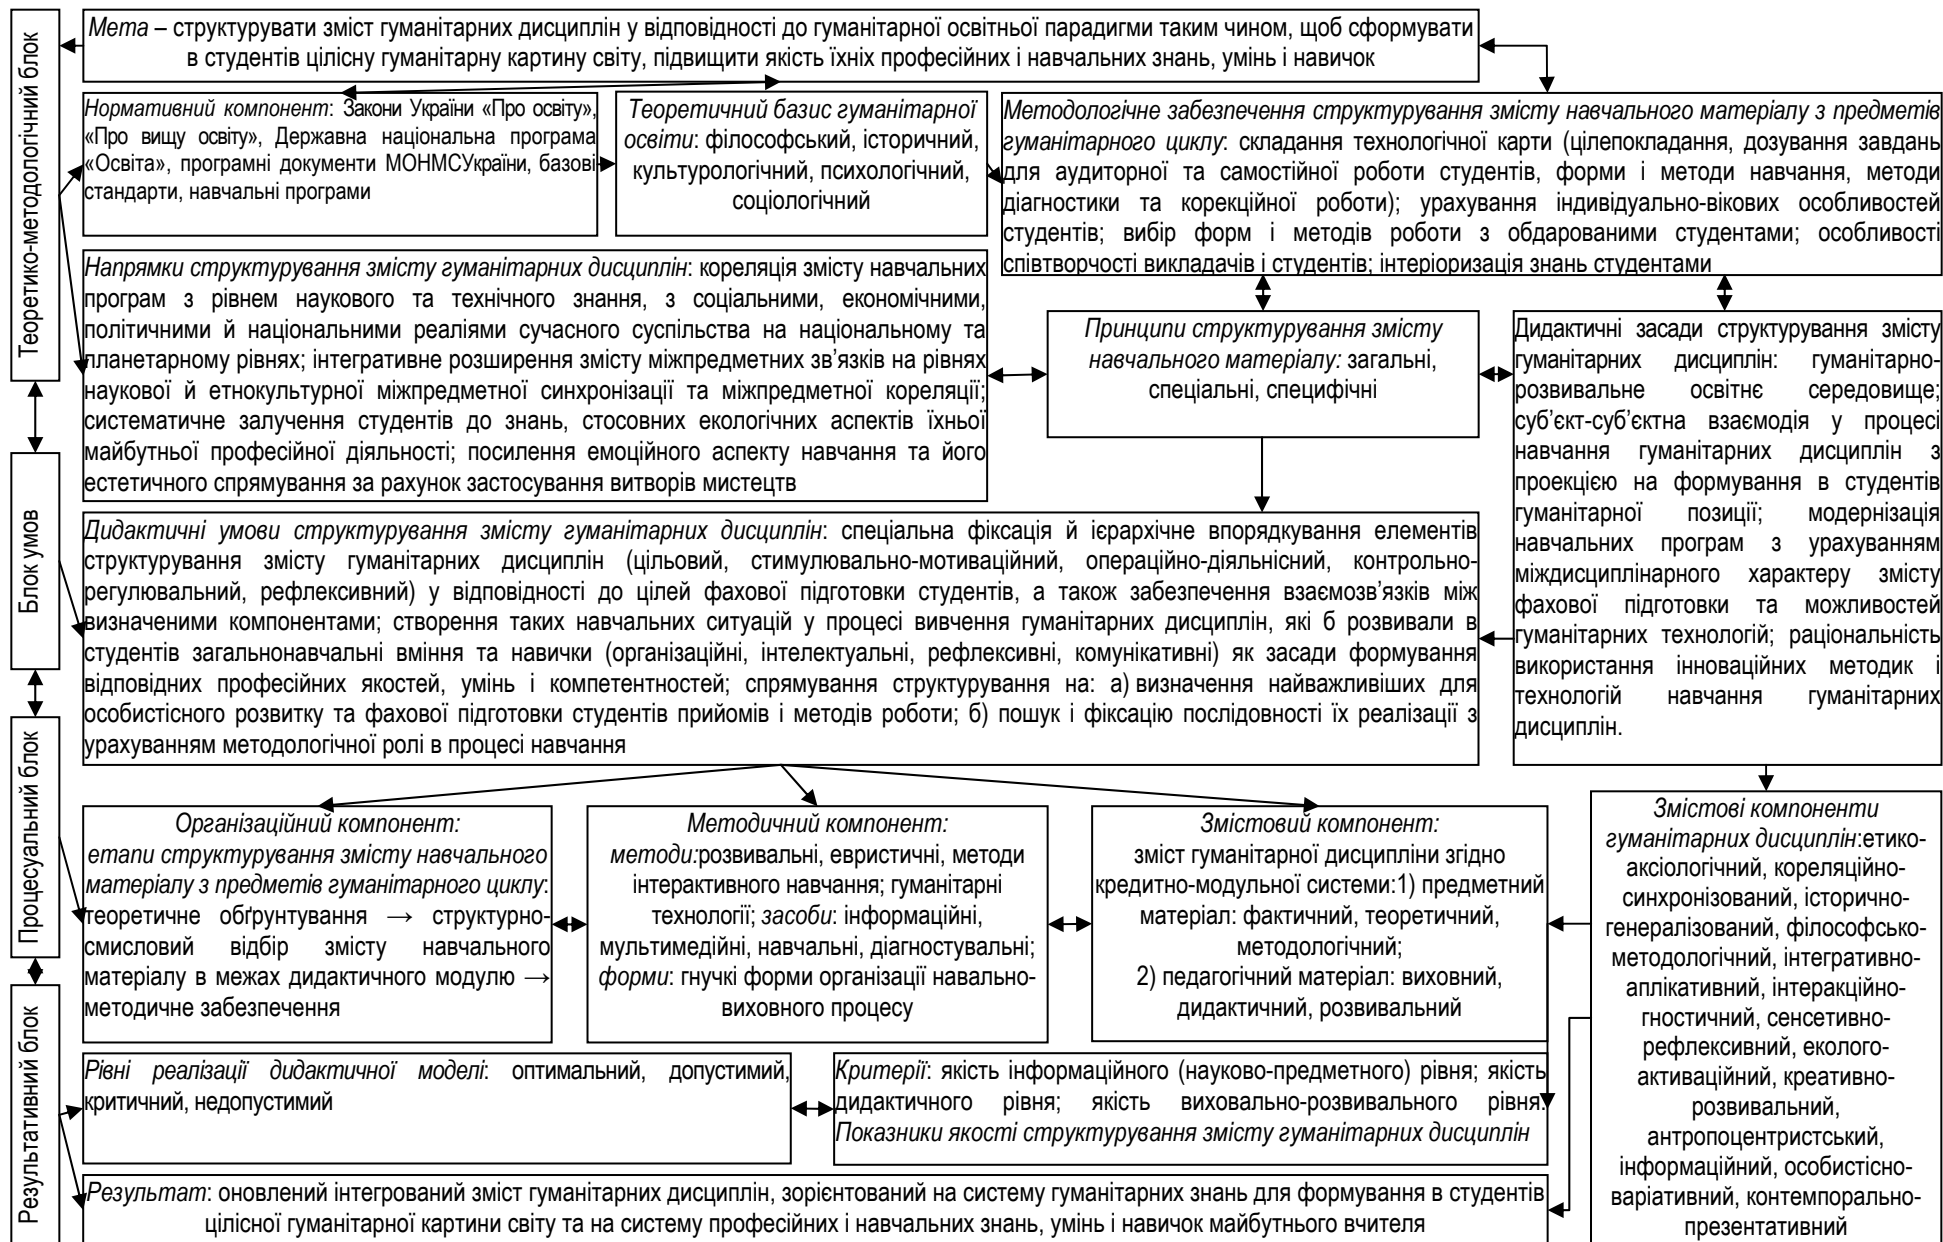 Теоретико-методологічний блок
Мета – структурувати зміст гуманітарних дисциплін у відповідності до гуманітарної освітньої парадигми таким чином, щоб сформувати
в студентів цілісну гуманітарну картину світу, підвищити якість їхніх професійних і навчальних знань, умінь і навичок
Нормативний компонент: Закони України «Про освіту»,
«Про вищу освіту», Державна національна програма
«Освіта», програмні документи МОНМСУкраїни, базові
стандарти, навчальні програми
Теоретичний базис гуманітарної
освіти: філософський, історичний,
культурологічний, психологічний,
соціологічний
Методологічне забезпечення структурування змісту навчального матеріалу з предметів
гуманітарного циклу: складання технологічної карти (цілепокладання, дозування завдань
для аудиторної та самостійної роботи студентів, форми і методи навчання, методи
діагностики та корекційної роботи); урахування індивідуально-вікових особливостей
студентів; вибір форм і методів роботи з обдарованими студентами; особливості
співтворчості викладачів і студентів; інтеріоризація знань студентами
Напрямки структурування змісту гуманітарних дисциплін: кореляція змісту навчальних
програм з рівнем наукового та технічного знання, з соціальними, економічними,
політичними й національними реаліями сучасного суспільства на національному та
планетарному рівнях; інтегративне розширення змісту міжпредметних зв’язків на рівнях
наукової й етнокультурної міжпредметної синхронізації та міжпредметної кореляції;
систематичне залучення студентів до знань, стосовних екологічних аспектів їхньої
майбутньої професійної діяльності; посилення емоційного аспекту навчання та його
естетичного спрямування за рахунок застосування витворів мистецтв
Принципи структурування змісту
навчального матеріалу: загальні,
спеціальні, специфічні
Дидактичні засади структурування змісту
гуманітарних дисциплін: гуманітарно-
розвивальне освітнє середовище;
суб’єкт-суб’єктна взаємодія у процесі
навчання гуманітарних дисциплін з
проекцією на формування в студентів
гуманітарної позиції; модернізація
навчальних програм з урахуванням
міждисциплінарного характеру змісту
фахової підготовки та можливостей
гуманітарних технологій; раціональність
використання інноваційних методик і
технологій навчання гуманітарних
дисциплін.
Блок умов
Дидактичні умови структурування змісту гуманітарних дисциплін: спеціальна фіксація й ієрархічне впорядкування елементів
структурування змісту гуманітарних дисциплін (цільовий, стимулювально-мотиваційний, операційно-діяльнісний, контрольно-
регулювальний, рефлексивний) у відповідності до цілей фахової підготовки студентів, а також забезпечення взаємозв’язків між
визначеними компонентами; створення таких навчальних ситуацій у процесі вивчення гуманітарних дисциплін, які б розвивали в
студентів загальнонавчальні вміння та навички (організаційні, інтелектуальні, рефлексивні, комунікативні) як засади формування
відповідних професійних якостей, умінь і компетентностей; спрямування структурування на: а) визначення найважливіших для
особистісного розвитку та фахової підготовки студентів прийомів і методів роботи; б) пошук і фіксацію послідовності їх реалізації з
урахуванням методологічної ролі в процесі навчання
Процесуальний блок
Організаційний компонент:
етапи структурування змісту навчального
матеріалу з предметів гуманітарного циклу:
теоретичне обґрунтування → структурно-
смисловий відбір змісту навчального
матеріалу в межах дидактичного модулю →
методичне забезпечення
Методичний компонент:
методи:розвивальні, евристичні, методи
інтерактивного навчання; гуманітарні
технології; засоби: інформаційні,
мультимедійні, навчальні, діагностувальні;
форми: гнучкі форми організації навально-
виховного процесу
Змістовий компонент:
зміст гуманітарної дисципліни згідно
кредитно-модульної системи:1) предметний
матеріал: фактичний, теоретичний,
методологічний;
2) педагогічний матеріал: виховний,
дидактичний, розвивальний
Змістові компоненти
гуманітарних дисциплін:етико-
аксіологічний, кореляційно-
синхронізований, історично-
генералізований, філософсько-
методологічний, інтегративно-
аплікативний, інтеракційно-
гностичний, сенсетивно-
рефлексивний, еколого-
активаційний, креативно-
розвивальний,
антропоцентристський,
інформаційний, особистісно-
варіативний, контемпорально-
презентативний
Результативний блок
Рівні реалізації дидактичної моделі: оптимальний, допустимий,
критичний, недопустимий
Критерії: якість інформаційного (науково-предметного) рівня; якість
дидактичного рівня; якість виховально-розвивального рівня.
Показники якості структурування змісту гуманітарних дисциплін
Результат: оновлений інтегрований зміст гуманітарних дисциплін, зорієнтований на систему гуманітарних знань для формування в студентів
цілісної гуманітарної картини світу та на систему професійних і навчальних знань, умінь і навичок майбутнього вчителя